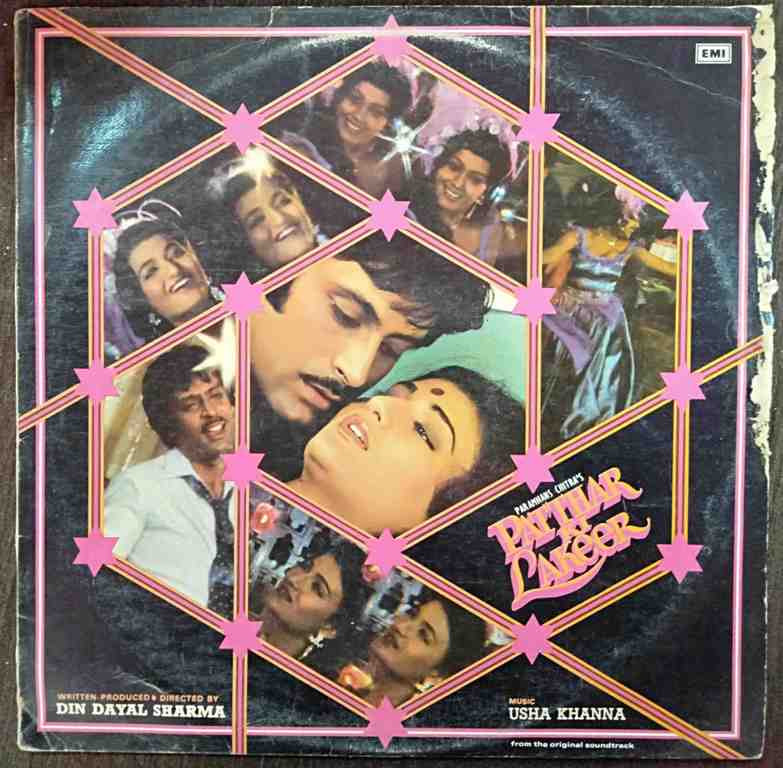 EMI
PARAMHANS CHITRA'S
PATTHAR
KI
LAKEER
WRITTEN-PRODUCED & DIRECTED BY
DIN DAYAL SHARMA
MUSIC
USHA KHANNA
from the original soundtrack